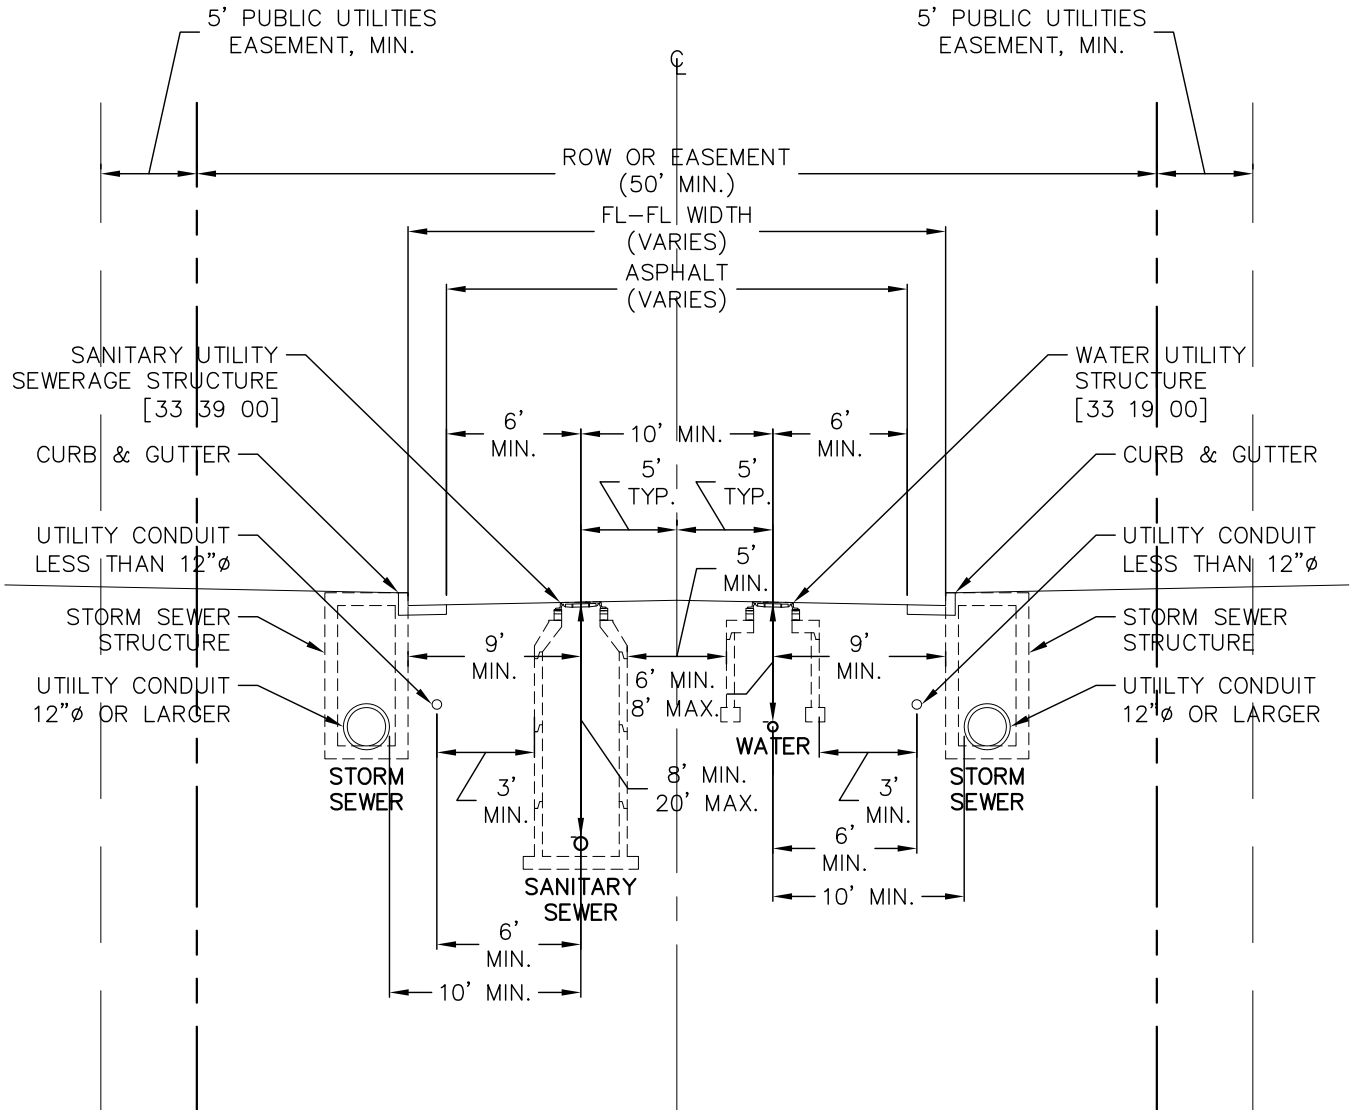 5' PUBLIC UTILITIES
EASEMENT, MIN.
5' PUBLIC UTILITIES
EASEMENT, MIN.
℄
ROW OR EASEMENT
(50' MIN.)
FL–FL WIDTH
(VARIES)
ASPHALT
(VARIES)
SANITARY UTILITY
SEWERAGE STRUCTURE
[33 39 00]
WATER UTILITY
STRUCTURE
[33 19 00]
6'
MIN.
10' MIN.
6'
MIN.
CURB & GUTTER
CURB & GUTTER
5'
TYP.
5'
TYP.
UTILITY CONDUIT
LESS THAN 12"ø
UTILITY CONDUIT
LESS THAN 12"ø
5'
MIN.
STORM SEWER
STRUCTURE
STORM SEWER
STRUCTURE
9'
MIN.
9'
MIN.
6' MIN.
8' MAX.
UTIILTY CONDUIT
12"ø OR LARGER
UTILTY CONDUIT
12"ø OR LARGER
WATER
STORM
SEWER
STORM
SEWER
3'
MIN.
8' MIN.
20' MAX.
3'
MIN.
6'
MIN.
SANITARY
SEWER
10' MIN.
6'
MIN.
10' MIN.